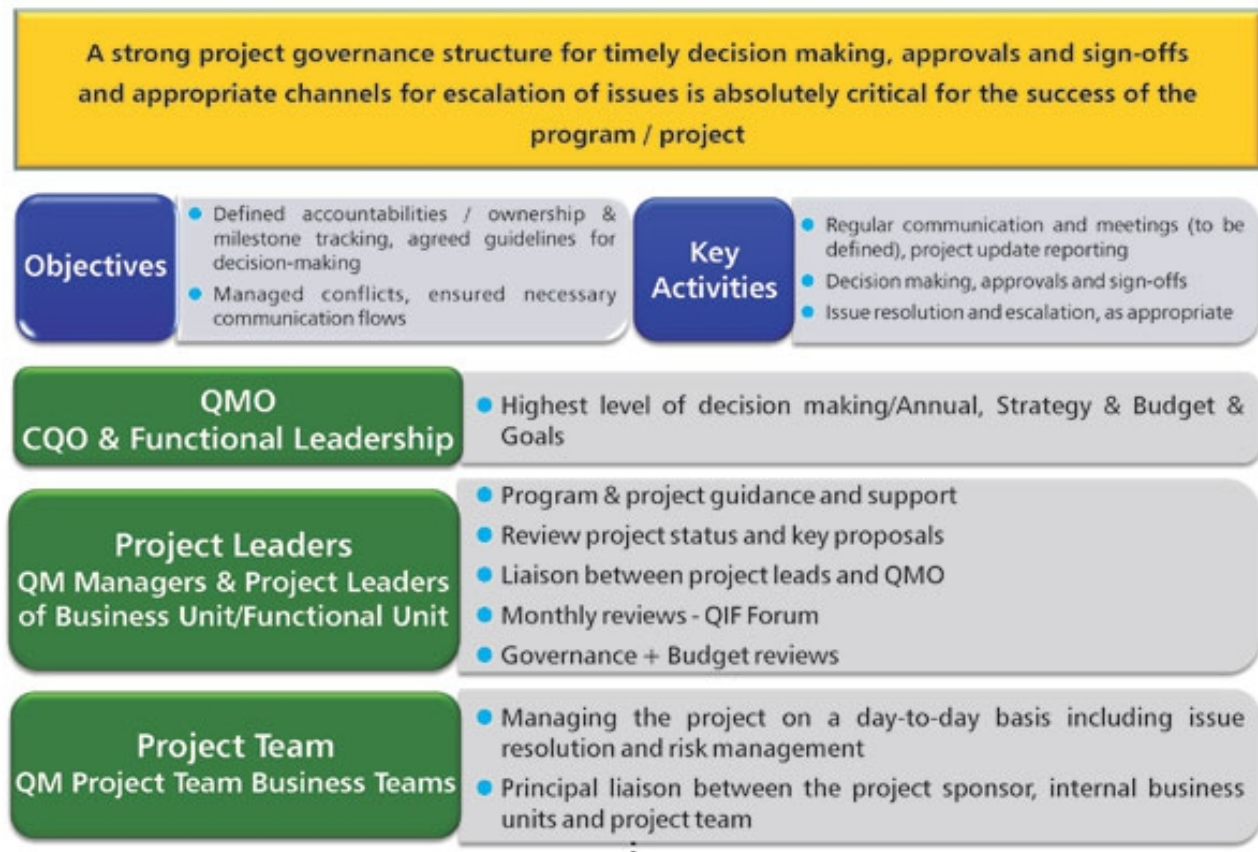 A strong project governance structure for timely decision making, approvals and sign-offs
and appropriate channels for escalation of issues is absolutely critical for the success of the
program / project
Objectives
• Defined accountabilities / ownership &
milestone tracking, agreed guidelines for
decision-making
• Managed conflicts, ensured necessary
communication flows
Key
Activities
• Regular communication and meetings (to be
defined), project update reporting
• Decision making, approvals and sign-offs
• Issue resolution and escalation, as appropriate
QMO
CQO & Functional Leadership
• Highest level of decision making/Annual, Strategy & Budget &
Goals
Project Leaders
QM Managers & Project Leaders
of Business Unit/Functional Unit
• Program & project guidance and support
• Review project status and key proposals
• Liaison between project leads and QMO
• Monthly reviews - QIF Forum
• Governance + Budget reviews
Project Team
QM Project Team Business Teams
• Managing the project on a day-to-day basis including issue
resolution and risk management
• Principal liaison between the project sponsor, internal business
units and project team